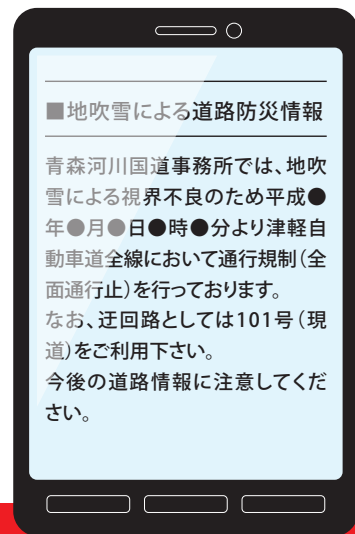 ■地吹雪による道路防災情報
青森河川国道事務所では、地吹
雪による視界不良のため平成●
年●月●日●時●分より津軽自
動車道全線において通行規制(全
面通行止)を行っております。
なお、迂回路としては101号(現
道)をご利用下さい。
今後の道路情報に注意してくだ
さい。